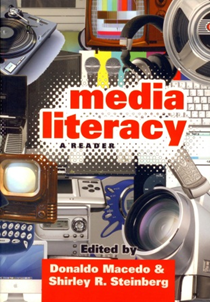 media
literacy
A READER
Edited by
Donaldo Macedo &
Shirley R. Steinberg